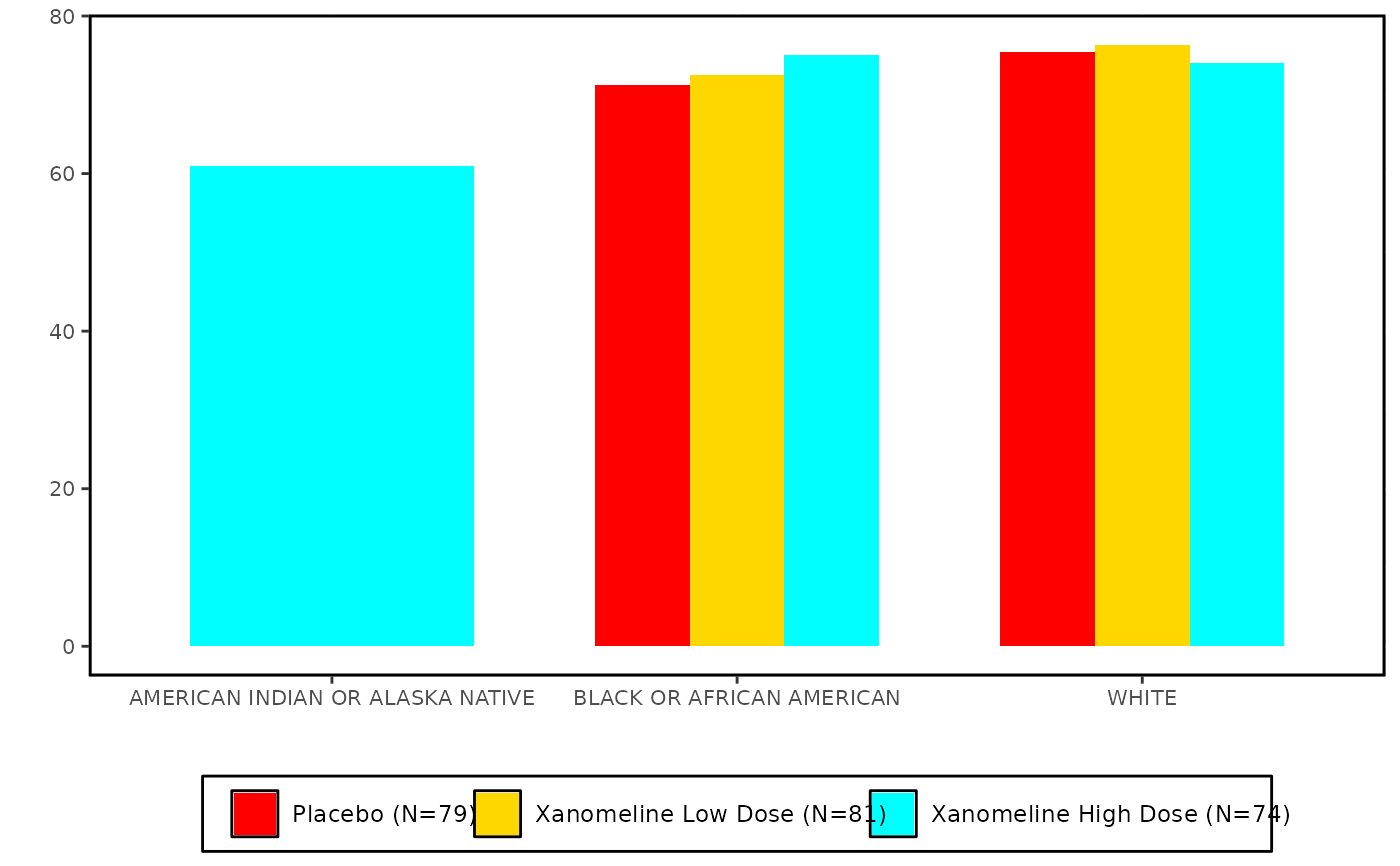 80
60
40
20
0
AMERICAN INDIAN OR ALASKA NATIVE BLACK OR AFRICAN AMERICAN WHITE
Placebo (N=79) Xanomeline Low Dose (N=81) Xanomeline High Dose (N=74)